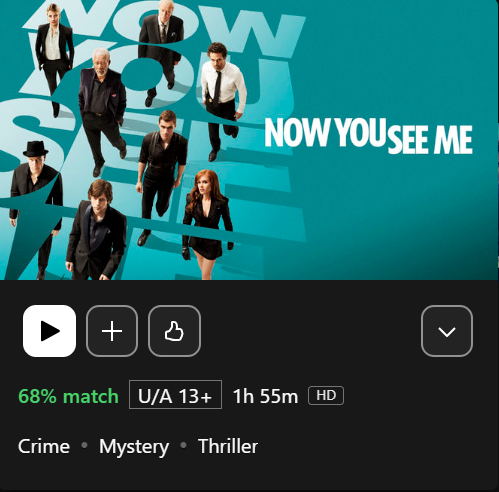 NOW
YOU
SEE
ME
NOW YOU SEE ME
68% match U/A 13+ 1h 55m HD
Crime • Mystery • Thriller